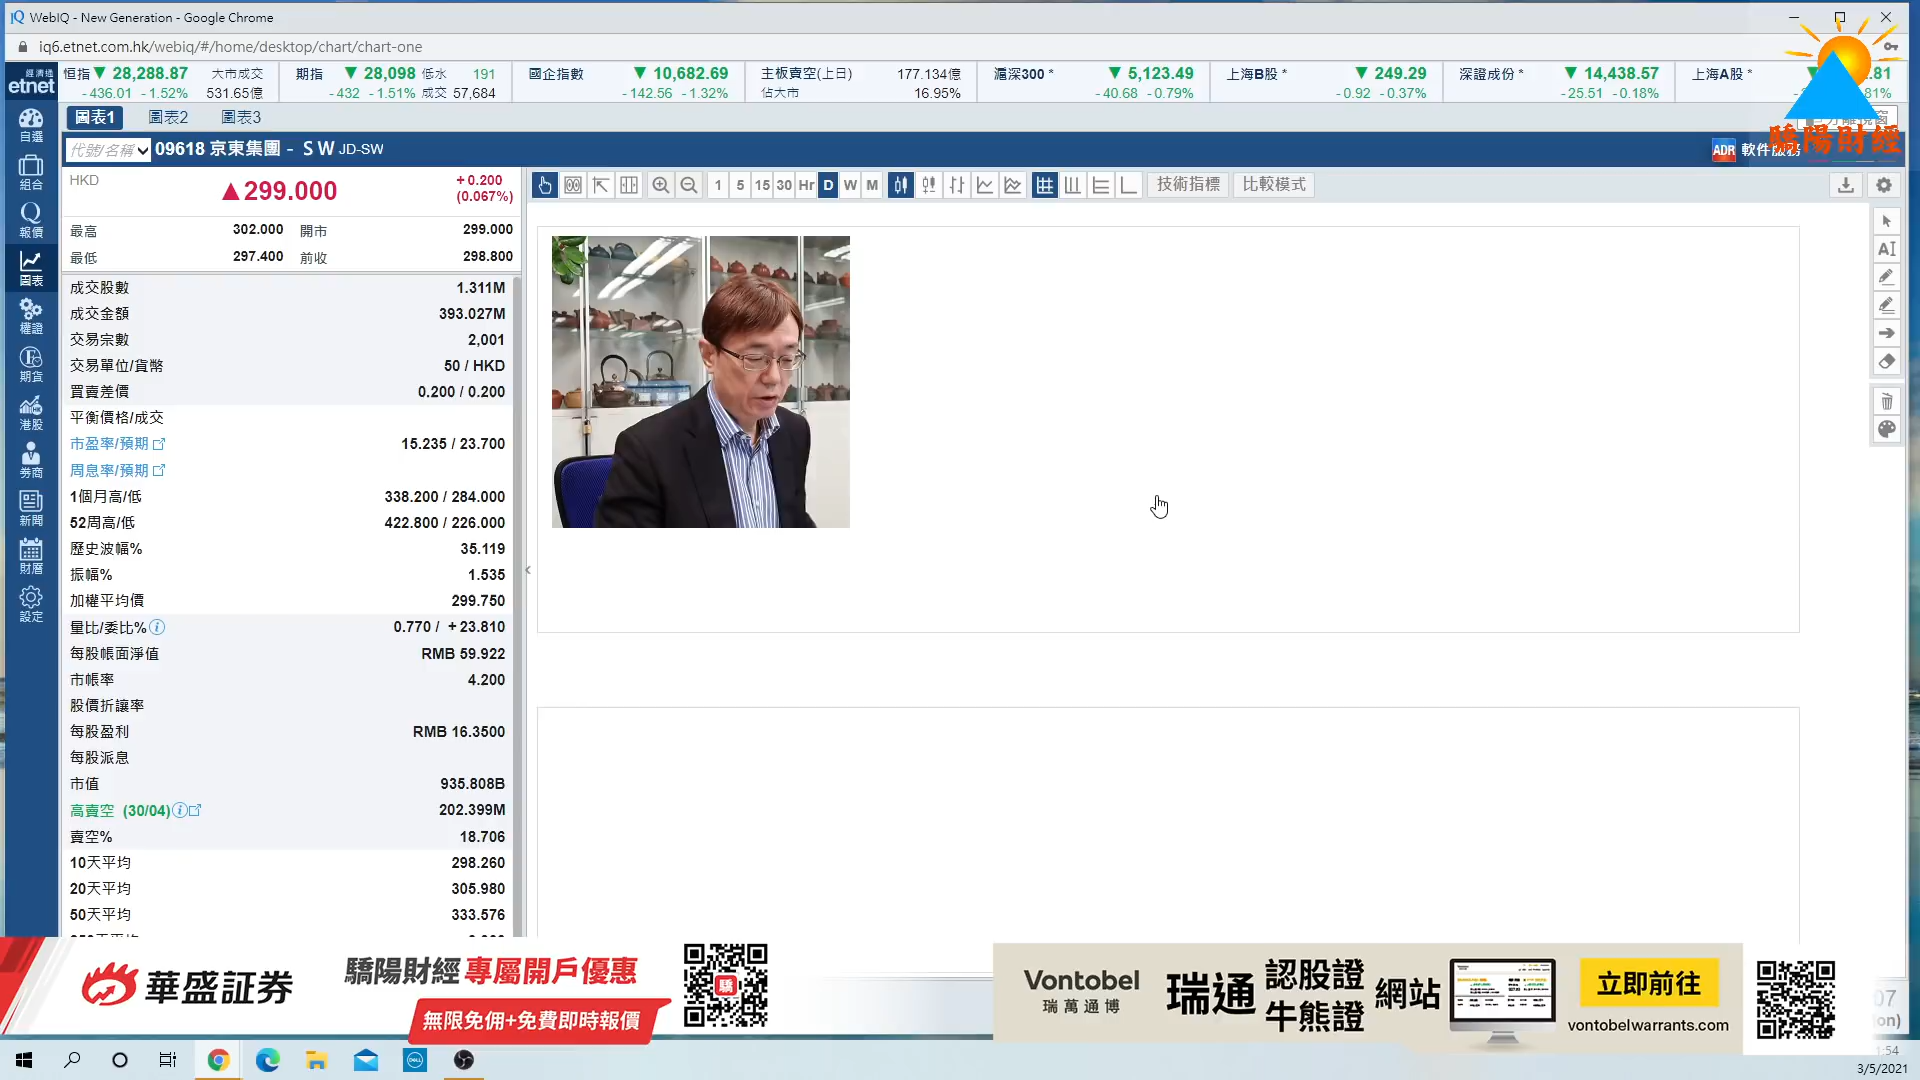 WebIQ - New Generation - Google Chrome
iq6.etnet.com.hk/webiq/#/home/desktop/chart/chart-one
經濟通
etnet
恒指 ▼ 28,288.87 大市成交
-436.01 -1.52% 531.65億
期指 ▼ 28,098 低水 191
-432 -1.51% 成交 57,684
國企指數 ▼ 10,682.69
-142.56 -1.32%
主板賣空(上日) 177.134億
佔大市 16.95%
滬深300 * ▼ 5,123.49
-40.68 -0.79%
上海B股 * ▼ 249.29
-0.92 -0.37%
深證成份 * ▼ 14,438.57
-25.51 -0.18%
上海A股 *
圖表1 圖表2 圖表3
驕陽財經
代號/名稱 09618 京東集團 - S W JD-SW
ADR 軟件服務
自選
組合
Q
報價
圖表
權證
期貨
港股
券商
新聞
財曆
設定
HKD ▲299.000 +0.200
(0.067%)
最高 302.000 開市 299.000
最低 297.400 前收 298.800
成交股數 1.311M
成交金額 393.027M
交易宗數 2,001
交易單位/貨幣 50 / HKD
買賣差價 0.200 / 0.200
平衡價格/成交
市盈率/預期 15.235 / 23.700
周息率/預期
1個月高/低 338.200 / 284.000
52周高/低 422.800 / 226.000
歷史波幅% 35.119
振幅% 1.535
加權平均價 299.750
量比/委比% 0.770 / +23.810
每股帳面淨值 RMB 59.922
市帳率 4.200
股價折讓率
每股盈利 RMB 16.3500
每股派息
市值 935.808B
高賣空 (30/04) 202.399M
賣空% 18.706
10天平均 298.260
20天平均 305.980
50天平均 333.576
1 5 15 30 Hr D W M 技術指標 比較模式
AI
華盛証券
驕陽財經 專屬開戶優惠
無限免佣+免費即時報價
驕
Vontobel
瑞萬通博
瑞通 認股證
牛熊證 網站
立即前往
vontobelwarrants.com
DELL
3/5/2021